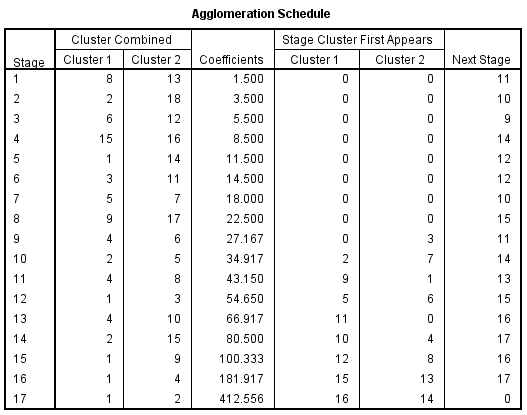 Agglomeration Schedule
Cluster Combined Stage Cluster First Appears
Stage Cluster 1 Cluster 2 Coefficients Cluster 1 Cluster 2 Next Stage
1 8 13 1.500 0 0 11
2 2 18 3.500 0 0 10
3 6 12 5.500 0 0 9
4 15 16 8.500 0 0 14
5 1 14 11.500 0 0 12
6 3 11 14.500 0 0 12
7 5 7 18.000 0 0 10
8 9 17 22.500 0 0 15
9 4 6 27.167 0 3 11
10 2 5 34.917 2 7 14
11 4 8 43.150 9 1 13
12 1 3 54.650 5 6 15
13 4 10 66.917 11 0 16
14 2 15 80.500 10 4 17
15 1 9 100.333 12 8 16
16 1 4 181.917 15 13 17
17 1 2 412.556 16 14 0